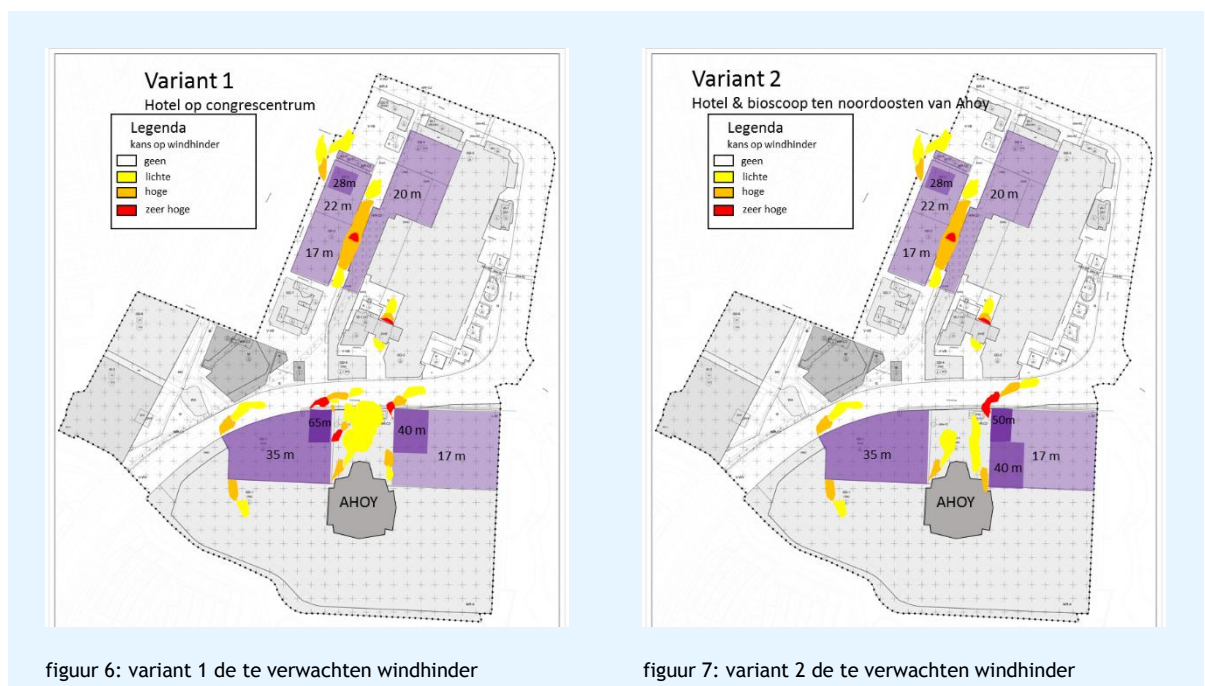 Variant 1
Hotel op congrescentrum
Legenda
kans op windhinder
geen
lichte
hoge
zeer hoge
28m
22 m
20 m
17 m
65m
40 m
35 m
17 m
AHOY
figuur 6: variant 1 de te verwachten windhinder
Variant 2
Hotel & bioscoop ten noordoosten van Ahoy
Legenda
kans op windhinder
geen
lichte
hoge
zeer hoge
28m
22 m
20 m
17 m
50m
35 m
17 m
40 m
AHOY
figuur 7: variant 2 de te verwachten windhinder